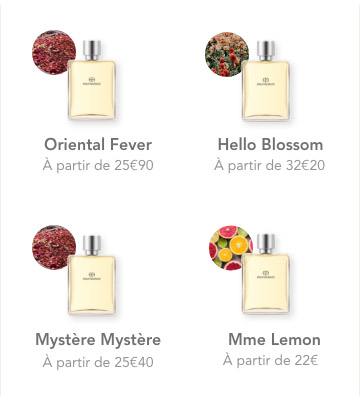 Oriental Fever
À partir de 25€90
Hello Blossom
À partir de 32€20
Mystère Mystère
À partir de 25€40
Mme Lemon
À partir de 22€